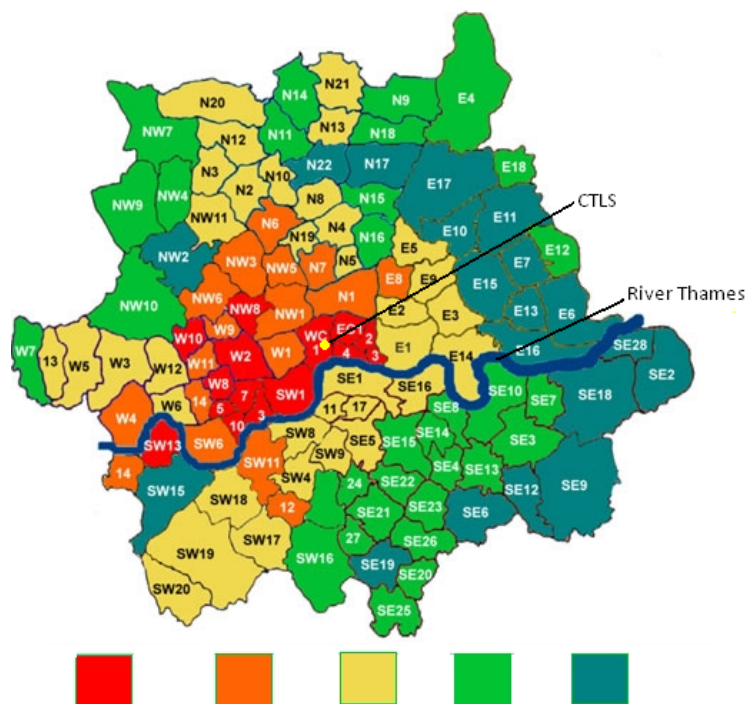 N21
N14
N20
N9
E4
N13
NW7
N11
N18
N12
N22
N17
N3
N10
E18
E17
N2
NW4
NW9
N8
N15
NW11
E11
N6
N4
E10
N19
N16
E5
E12
NW2
NW3
NW5
N7
N5
E8
E9
E7
E15
NW10
NW6
NW8
N1
E2
E3
E13
E6
NW1
W10
W9
WC
1
EC1
2
4
3
W7
13
W5
W3
W12
W11
W2
W1
E1
E14
E16
SE28
SE2
W8
14
7
SW1
SE1
SE16
SE10
SE7
SE18
W4
W6
5
3
10
11
17
SE8
SW13
SW6
SW8
SE5
SE15
SE14
SE3
14
SW11
SW9
SE4
SE13
SW15
SW4
24
SE22
SE12
SE9
SW18
12
SE21
SE23
SE6
SW17
27
SE26
SW19
SW16
SE19
SE20
SW20
SE25
CTLS
River Thames